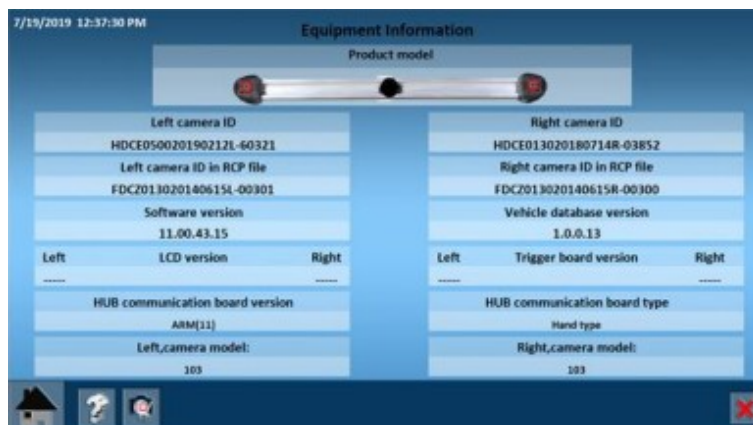 7/19/2019 12:37:30 PM
Equipment Information
Product model
Left camera ID
HDCE050020190212L-60321
Left camera ID in RCP file
FDCZ013020140615L-00301
Software version
11.00.43.15
Left LCD version Right
----- -----
HUB communication board version
ARM(11)
Left,camera model:
103
Right camera ID
HDCE013020180714R-03852
Right camera ID in RCP file
FDCZ013020140615R-00300
Vehicle database version
1.0.0.13
Left Trigger board version Right
----- -----
HUB communication board type
Hand type
Right,camera model:
103